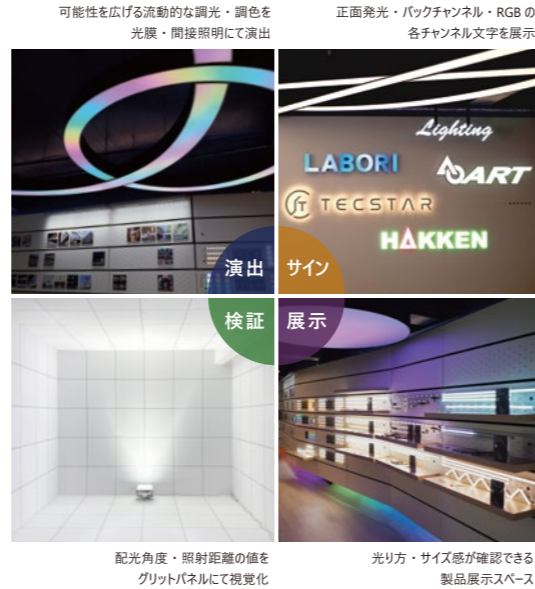 可能性を広げる流動的な調光・調色を
光膜・間接照明にて演出
正面発光・バックチャンネル・RGB の
各チャンネル文字を展示
Lighting
LABORI
ART
TECSTAR
HAKKEN
演出
サイン
検証
展示
配光角度・照射距離の値を
グリットパネルにて視覚化
光り方・サイズ感が確認できる
製品展示スペース